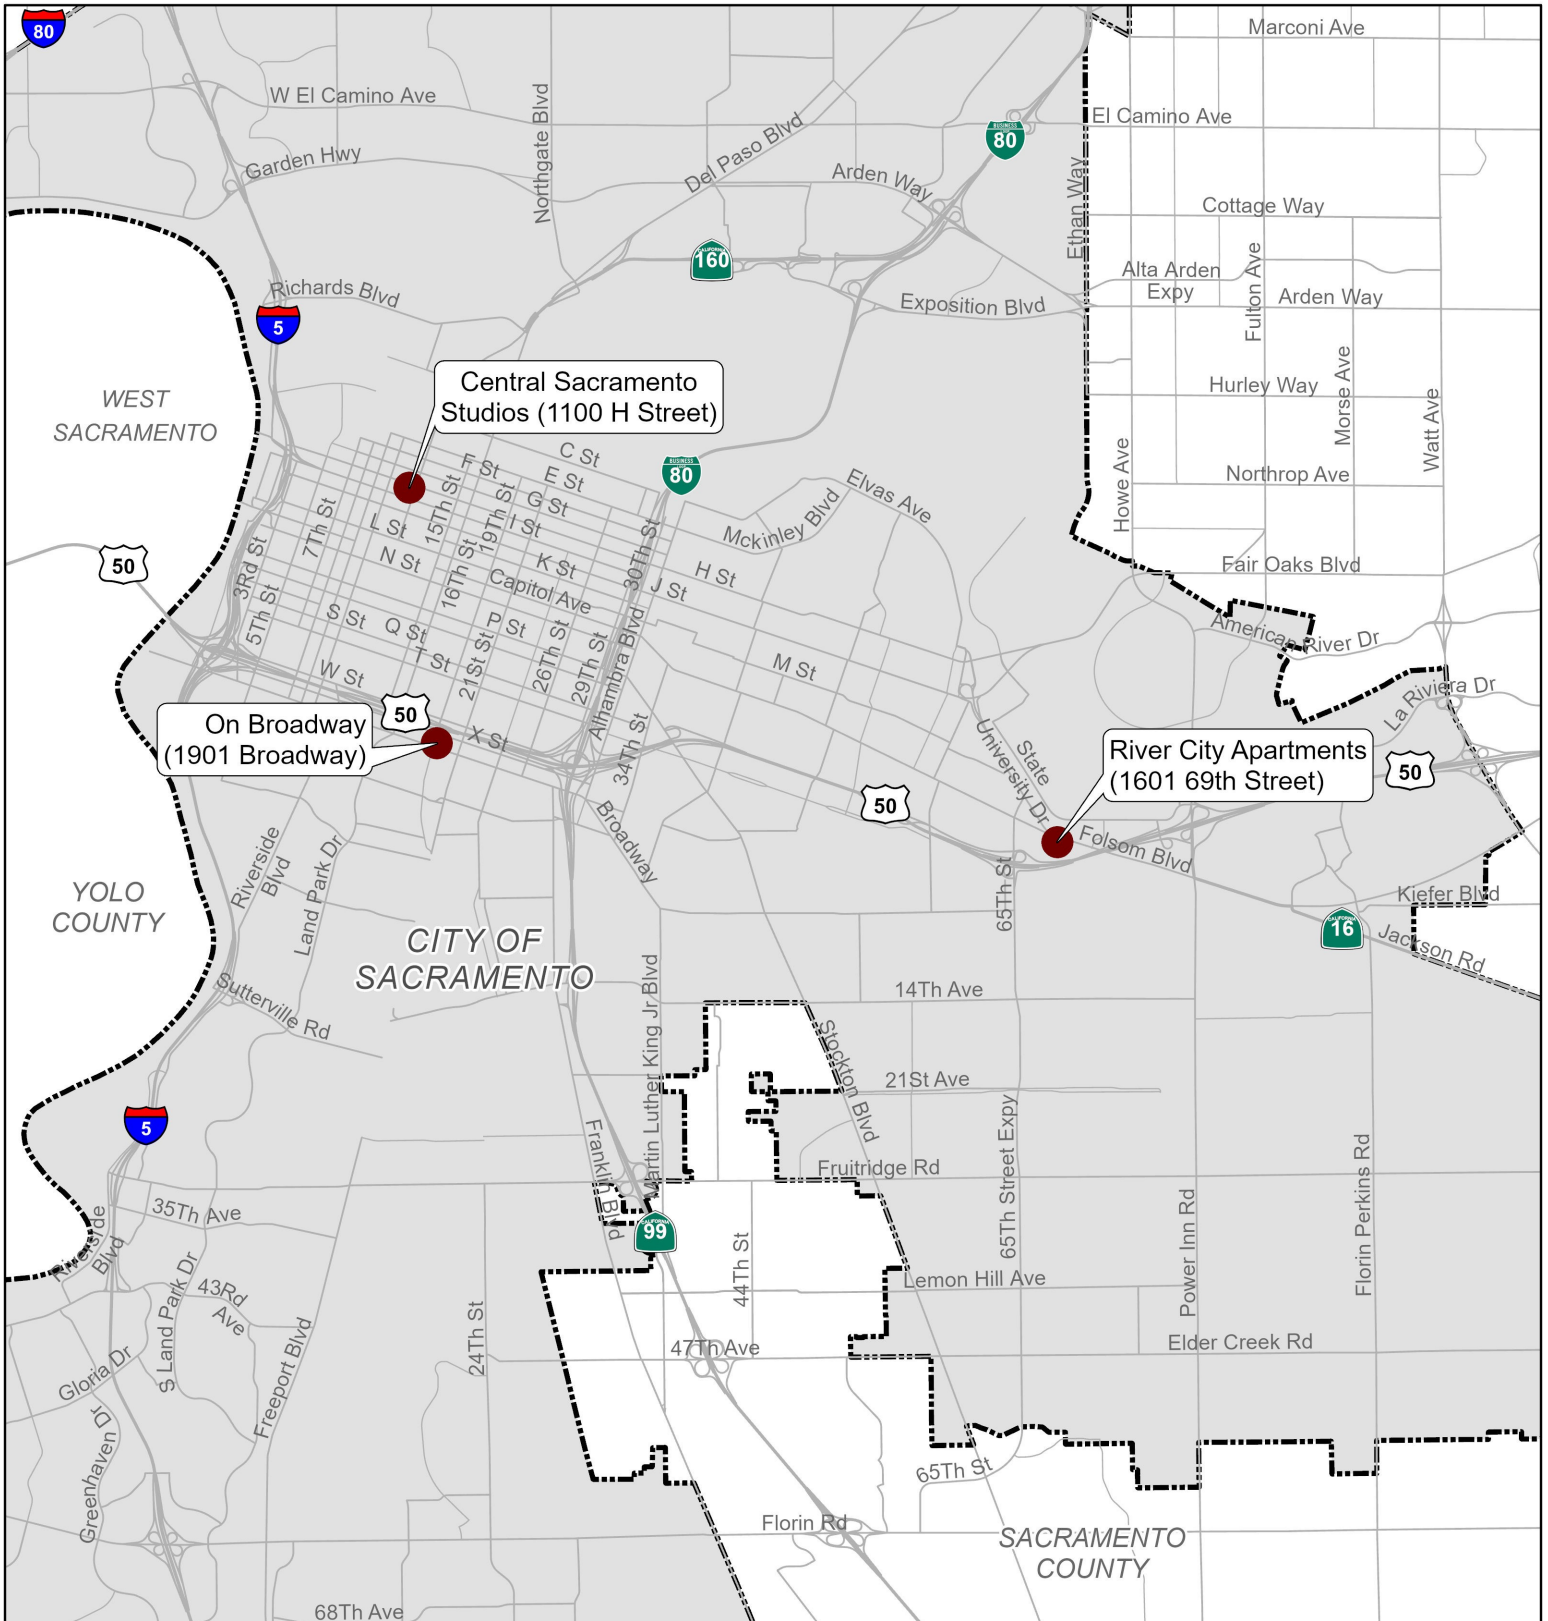 80
Marconi Ave
W El Camino Ave
Northgate Blvd
Del Paso Blvd
BUSINESS
80
El Camino Ave
Garden Hwy
Arden Way
Ethan Way
Cottage Way
CALIFORNIA
160
Richards Blvd
5
Exposition Blvd
Alta Arden
Expy
Fulton Ave
Arden Way
Central Sacramento
Studios (1100 H Street)
WEST
SACRAMENTO
Hurley Way
Morse Ave
Watt Ave
Howe Ave
Northrop Ave
Fair Oaks Blvd
C St
F St
E St
G St
I St
BUSINESS
80
Elvas Ave
Mckinley Blvd
7Th St
15Th St
19Th St
L St
N St
K St
Capitol Ave
30Th St
H St
J St
50
3Rd St
5Th St
16Th St
S St
Q St
P St
T St
21St St
26Th St
29Th St
Alhambra Blvd
M St
W St
50
X St
34Th St
American River Dr
La Riviera Dr
On Broadway
(1901 Broadway)
State
University Dr
River City Apartments
(1601 69th Street)
50
50
Broadway
Folsom Blvd
65Th St
Riverside
Blvd
Land Park Dr
YOLO
COUNTY
CITY OF
SACRAMENTO
Kiefer Blvd
CALIFORNIA
16
Jackson Rd
Sutterville Rd
Martin Luther King Jr Blvd
14Th Ave
Stockton Blvd
21St Ave
5
Franklin Blvd
Fruitridge Rd
65Th Street Expy
Power Inn Rd
Florin Perkins Rd
35Th Ave
Riverside
Blvd
CALIFORNIA
99
44Th St
Lemon Hill Ave
S Land Park Dr
43Rd
Ave
24Th St
47Th Ave
Elder Creek Rd
Gloria Dr
Freeport Blvd
Greenhaven Dr
65Th St
Florin Rd
SACRAMENTO
COUNTY
68Th Ave